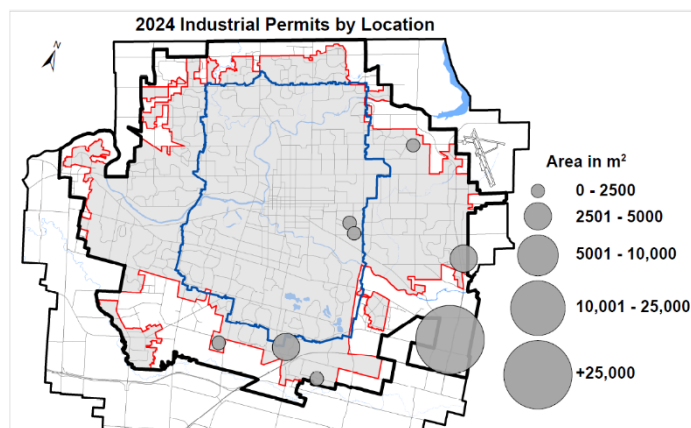 2024 Industrial Permits by Location
N
Area in m²
0 - 2500
2501 - 5000
5001 - 10,000
10,001 - 25,000
+25,000